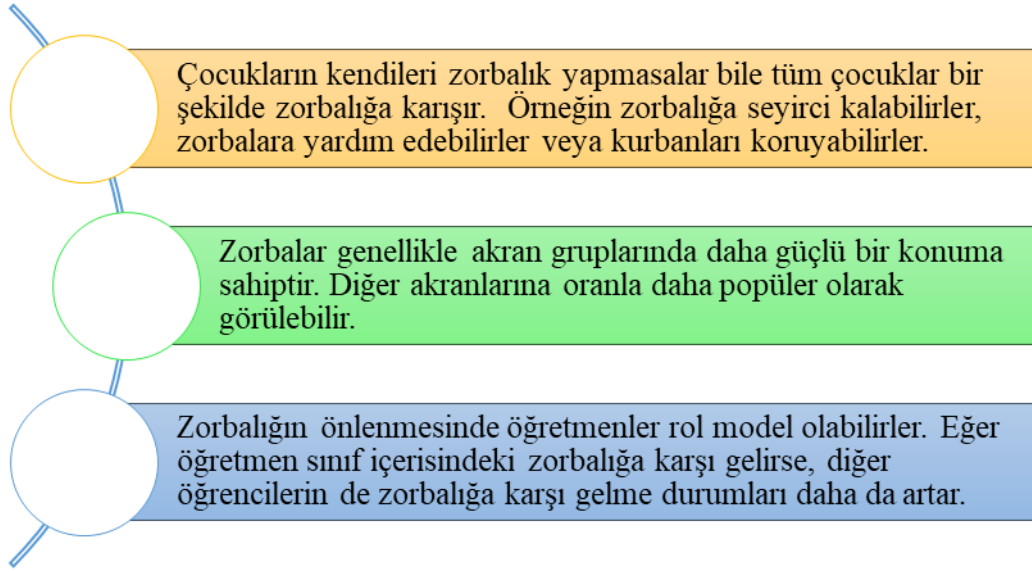 Çocukların kendileri zorbalık yapmasalar bile tüm çocuklar bir
şekilde zorbalığa karışır. Örneğin zorbalığa seyirci kalabilirler,
zorbalara yardım edebilirler veya kurbanları koruyabilirler.
Zorbalar genellikle akran gruplarında daha güçlü bir konuma
sahiptir. Diğer akranlarına oranla daha popüler olarak
görülebilir.
Zorbalığın önlenmesinde öğretmenler rol model olabilirler. Eğer
öğretmen sınıf içerisindeki zorbalığa karşı gelirse, diğer
öğrencilerin de zorbalığa karşı gelme durumları daha da artar.